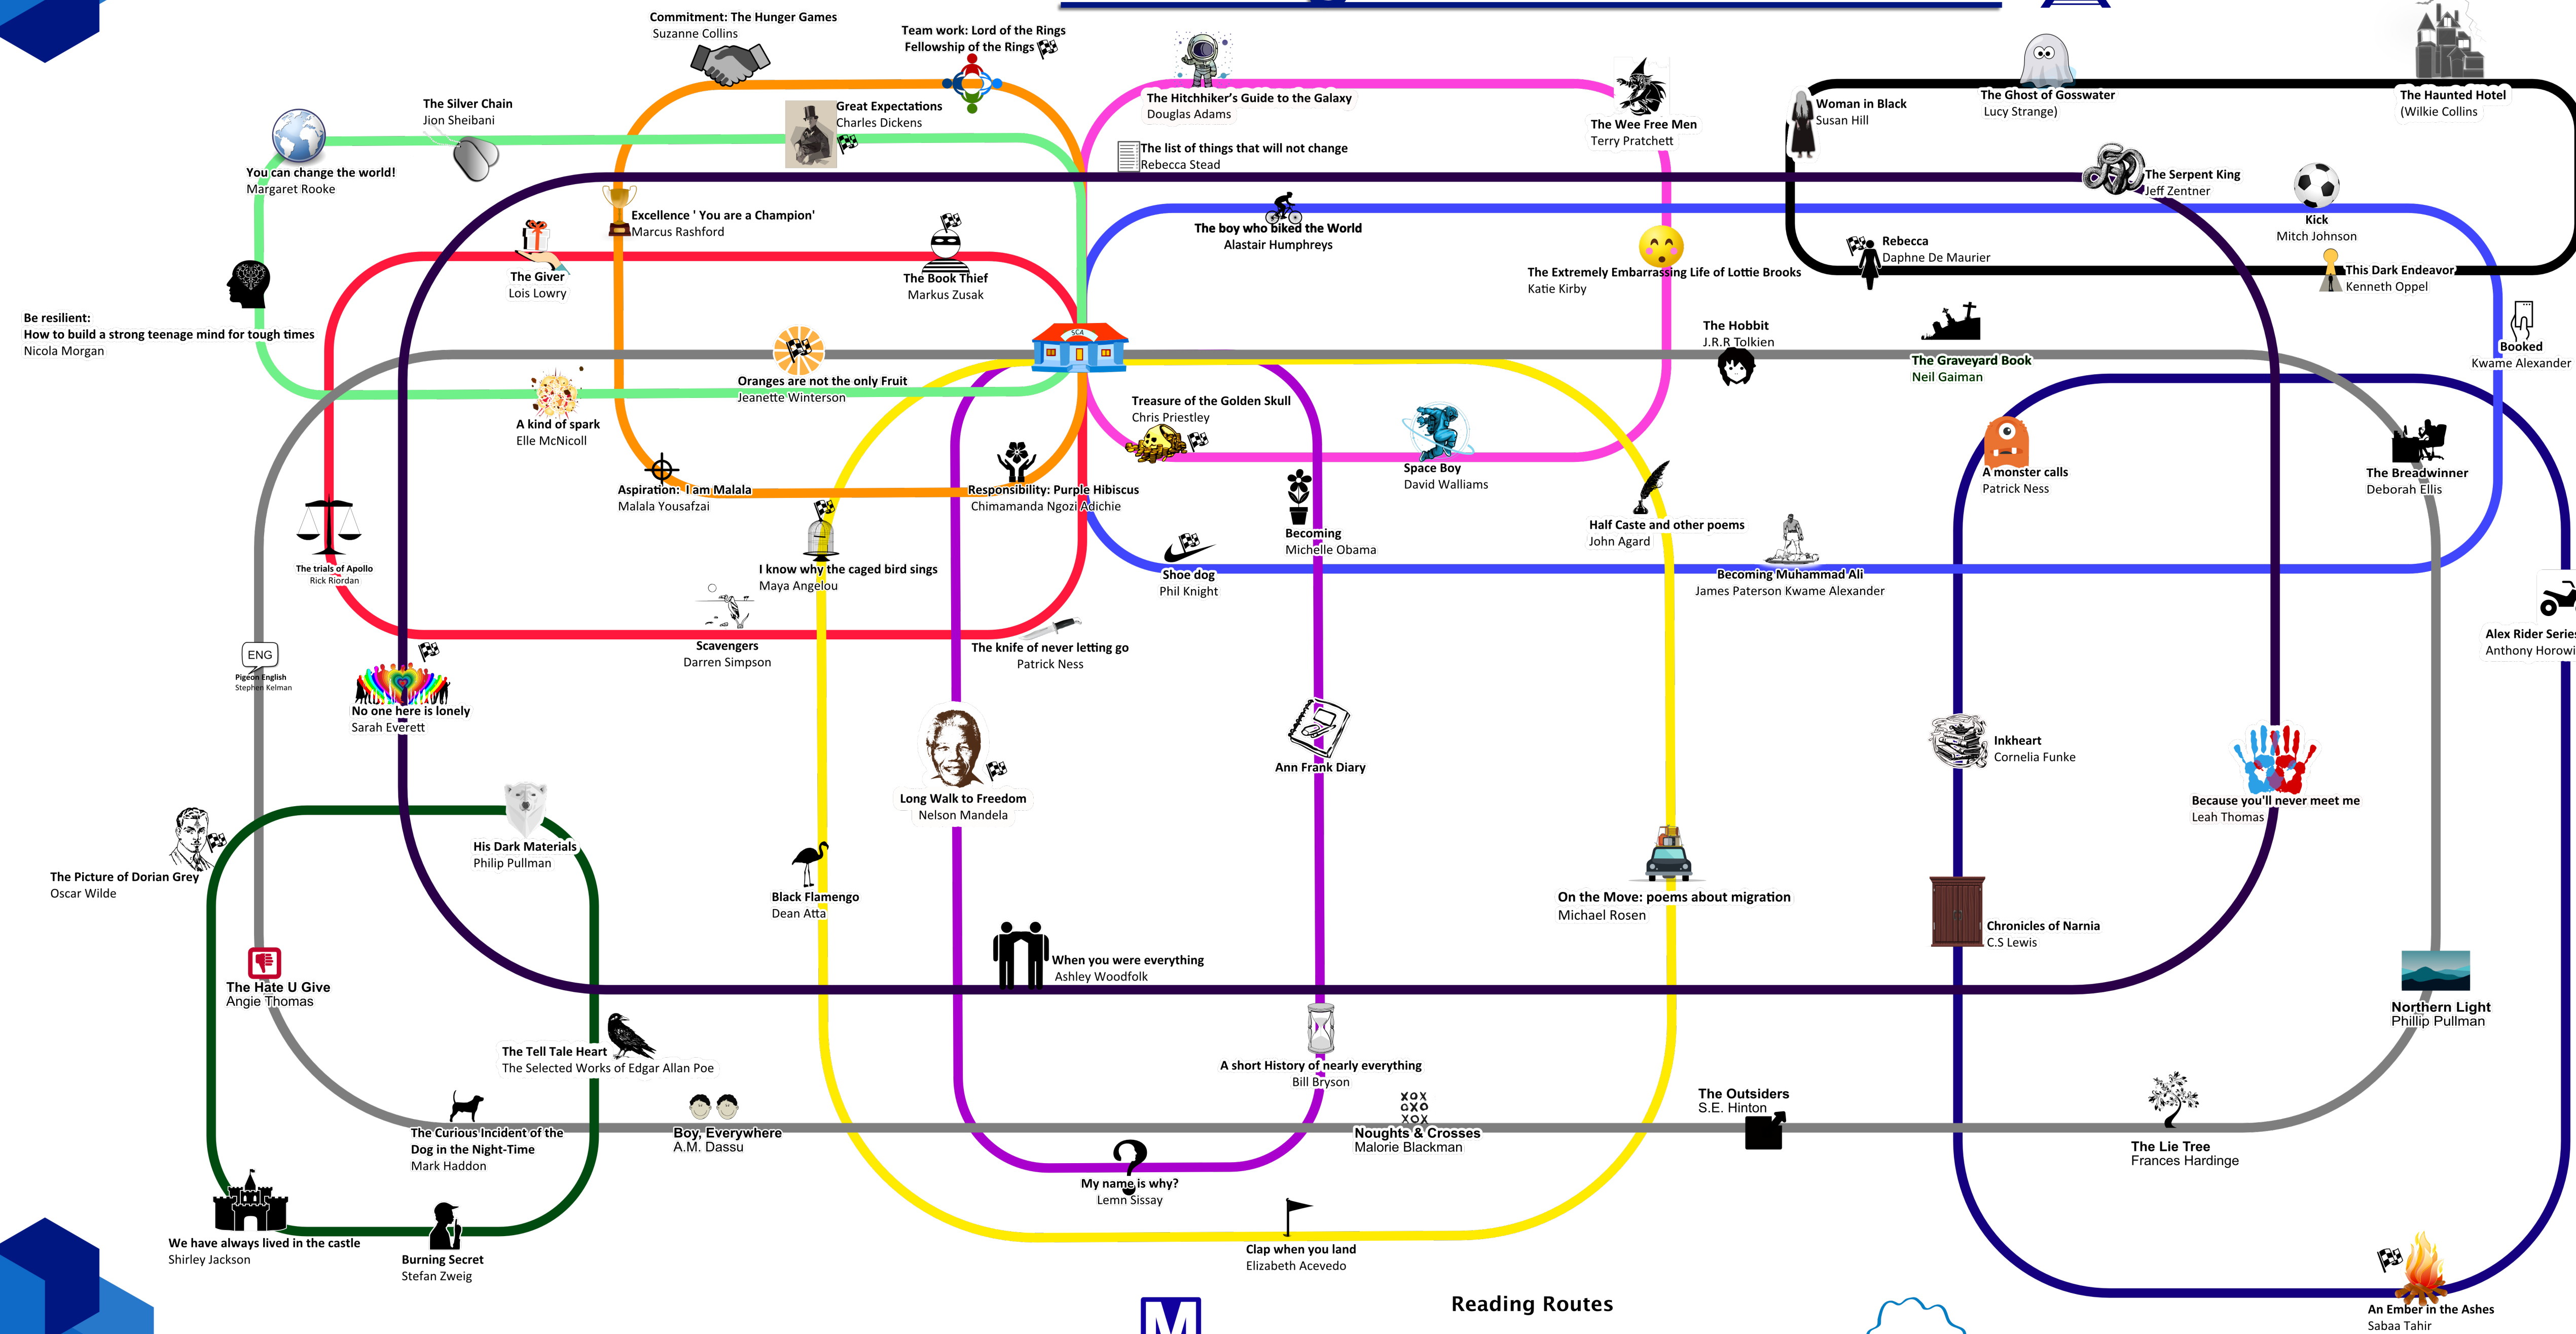 Commitment: The Hunger Games
Suzanne Collins
Team work: Lord of the Rings
Fellowship of the Rings
The Silver Chain
Jion Sheibani
Great Expectations
Charles Dickens
The Hitchhiker's Guide to the Galaxy
Douglas Adams
The Wee Free Men
Terry Pratchett
Woman in Black
Susan Hill
The Ghost of Gosswater
Lucy Strange)
The Haunted Hotel
(Wilkie Collins
You can change the world!
Margaret Rooke
The list of things that will not change
Rebecca Stead
The Serpent King
Jeff Zentner
Kick
Mitch Johnson
Excellence ' You are a Champion'
Marcus Rashford
The boy who biked the World
Alastair Humphreys
Rebecca
Daphne De Maurier
The Giver
Lois Lowry
The Book Thief
Markus Zusak
The Extremely Embarrassing Life of Lottie Brooks
Katie Kirby
This Dark Endeavor
Kenneth Oppel
Be resilient:
How to build a strong teenage mind for tough times
Nicola Morgan
SCA
The Hobbit
J.R.R Tolkien
The Graveyard Book
Neil Gaiman
Booked
Kwame Alexander
Oranges are not the only Fruit
Jeanette Winterson
A kind of spark
Elle McNicoll
Treasure of the Golden Skull
Chris Priestley
Space Boy
David Walliams
A monster calls
Patrick Ness
The Breadwinner
Deborah Ellis
Aspiration: I am Malala
Malala Yousafzai
Responsibility: Purple Hibiscus
Chimamanda Ngozi Adichie
Becoming
Michelle Obama
Half Caste and other poems
John Agard
The trials of Apollo
Rick Riordan
I know why the caged bird sings
Maya Angelou
Shoe dog
Phil Knight
Becoming Muhammad Ali
James Paterson Kwame Alexander
ENG
Pigeon English
Stephen Kelman
Scavengers
Darren Simpson
The knife of never letting go
Patrick Ness
Alex Rider Series
Anthony Horowi
No one here is lonely
Sarah Everett
Long Walk to Freedom
Nelson Mandela
Ann Frank Diary
Inkheart
Cornelia Funke
Because you'll never meet me
Leah Thomas
His Dark Materials
Philip Pullman
The Picture of Dorian Grey
Oscar Wilde
Black Flamengo
Dean Atta
On the Move: poems about migration
Michael Rosen
Chronicles of Narnia
C.S Lewis
The Hate U Give
Angie Thomas
When you were everything
Ashley Woodfolk
Northern Light
Phillip Pullman
The Tell Tale Heart
The Selected Works of Edgar Allan Poe
A short History of nearly everything
Bill Bryson
The Curious Incident of the
Dog in the Night-Time
Mark Haddon
Boy, Everywhere
A.M. Dassu
XOX
OXO
XOX
Noughts & Crosses
Malorie Blackman
The Outsiders
S.E. Hinton
The Lie Tree
Frances Hardinge
My name is why?
Lemn Sissay
We have always lived in the castle
Shirley Jackson
Burning Secret
Stefan Zweig
Clap when you land
Elizabeth Acevedo
Reading Routes
M
An Ember in the Ashes
Sabaa Tahir